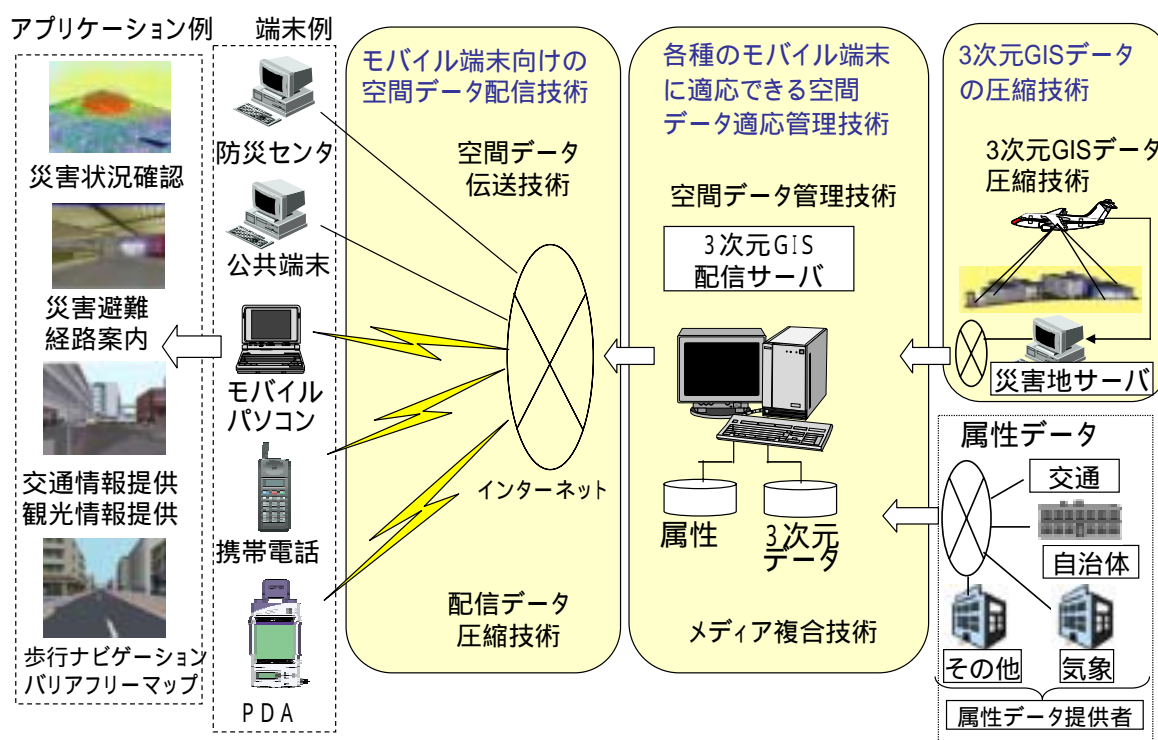 アプリケーション例
災害状況確認
災害避難
経路案内
交通情報提供
観光情報提供
歩行ナビゲーション
バリアフリーマップ
端末例
防災センタ
公共端末
モバイル
パソコン
携帯電話
PDA
モバイル端末向けの
空間データ配信技術
空間データ
伝送技術
インターネット
配信データ
圧縮技術
各種のモバイル端末
に適応できる空間
データ適応管理技術
空間データ管理技術
3次元GIS
配信サーバ
属性
3次元
データ
メディア複合技術
3次元GISデータ
の圧縮技術
3次元GISデータ
圧縮技術
災害地サーバ
属性データ
交通
自治体
その他
気象
属性データ提供者